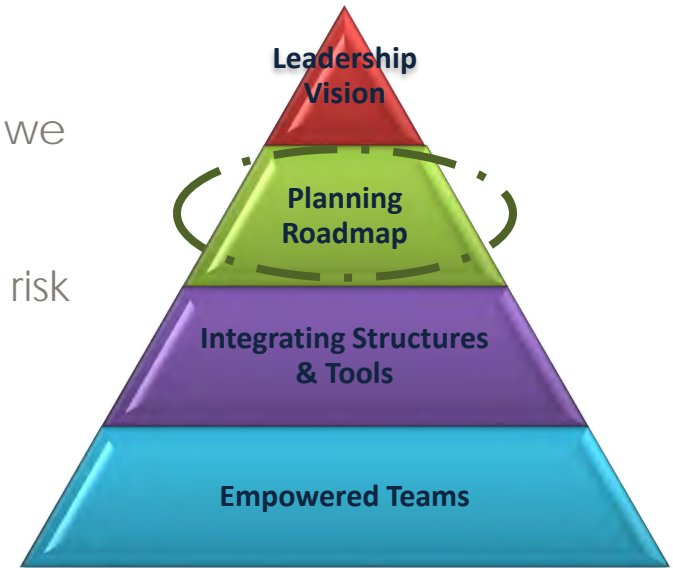 Leadership
Vision
we
Planning
Roadmap
risk
Integrating Structures
& Tools
Empowered Teams